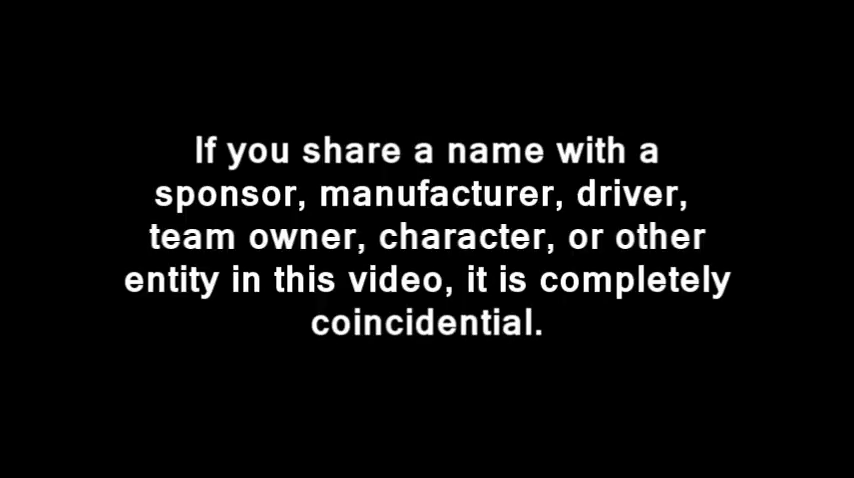 If you share a name with a
sponsor, manufacturer, driver,
team owner, character, or other
entity in this video, it is completely
coincidential.